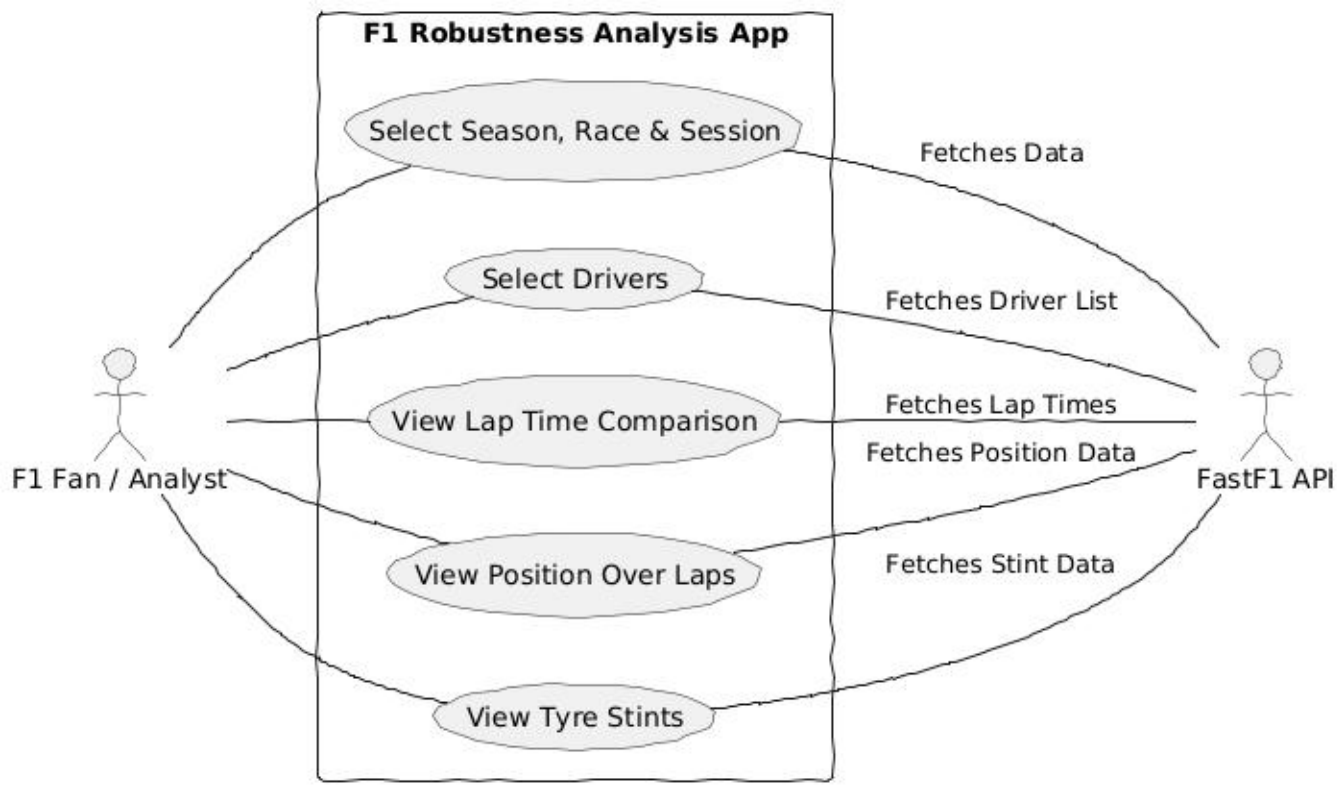 F1 Robustness Analysis App
Select Season, Race & Session
Fetches Data
Select Drivers
Fetches Driver List
View Lap Time Comparison
Fetches Lap Times
Fetches Position Data
F1 Fan / Analyst
FastF1 API
View Position Over Laps
Fetches Stint Data
View Tyre Stints